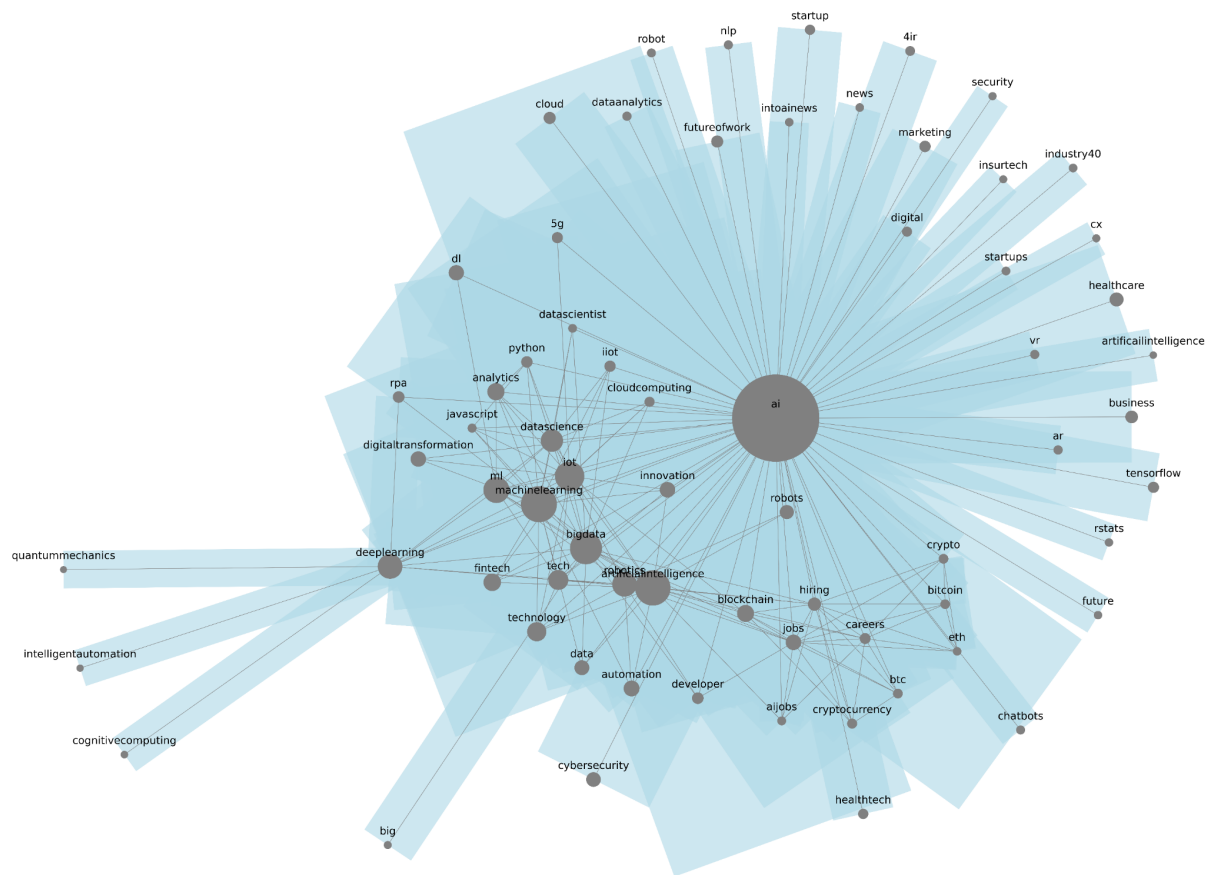 startup
4ir
nlp
robot
security
news
cloud
dataanalytics
intoainews
futureofwork
marketing
industry40
insurtech
digital
cx
5g
startups
dl
healthcare
datascientist
vr
artificailintelligence
python
iiot
analytics
rpa
cloudcomputing
ai
business
javascript
datascience
ar
digitaltransformation
iot
ml
innovation
tensorflow
machinelearning
robots
rstats
bigdata
crypto
quantummechanics
deeplearning
fintech
tech
robotics
artificialintelligence
hiring
bitcoin
blockchain
future
technology
jobs
careers
eth
intelligentautomation
data
automation
developer
btc
aijobs
cryptocurrency
chatbots
cognitivecomputing
cybersecurity
healthtech
big